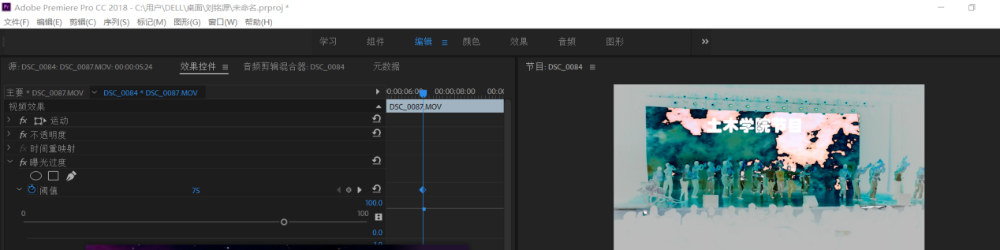 Adobe Premiere Pro CC 2018 - C:\用户\DELL\桌面\刘铭源\未命名.prproj *
文件(F) 编辑(E) 剪辑(C) 序列(S) 标记(M) 图形(G) 窗口(W) 帮助(H)
学习 组件 编辑 颜色 效果 音频 图形
源: DSC_0084: DSC_0087.MOV: 00:00:05:24 效果控件 音频剪辑混合器: DSC_0084 元数据 节目: DSC_0084
主要 * DSC_0087.MOV DSC_0084 * DSC_0087.MOV 00:00:06:00 00:00:08:00 00:00
视频效果 DSC_0087.MOV
fx 运动
fx 不透明度
fx 时间重映射
fx 曝光过度
阈值 75
100.0
0 100
0.0
土木学院节目